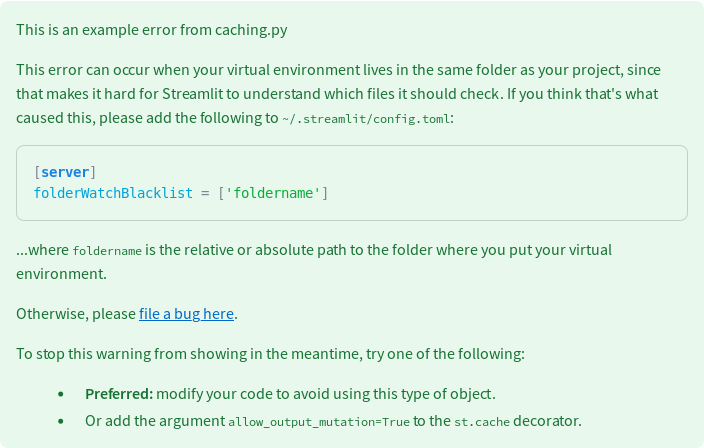 This is an example error from caching.py
This error can occur when your virtual environment lives in the same folder as your project, since
that makes it hard for Streamlit to understand which files it should check. If you think that's what
caused this, please add the following to ~/.streamlit/config.toml:
[server]
folderWatchBlacklist = ['foldername']
...where foldername is the relative or absolute path to the folder where you put your virtual
environment.
Otherwise, please file a bug here.
To stop this warning from showing in the meantime, try one of the following:
• Preferred: modify your code to avoid using this type of object.
• Or add the argument allow_output_mutation=True to the st.cache decorator.